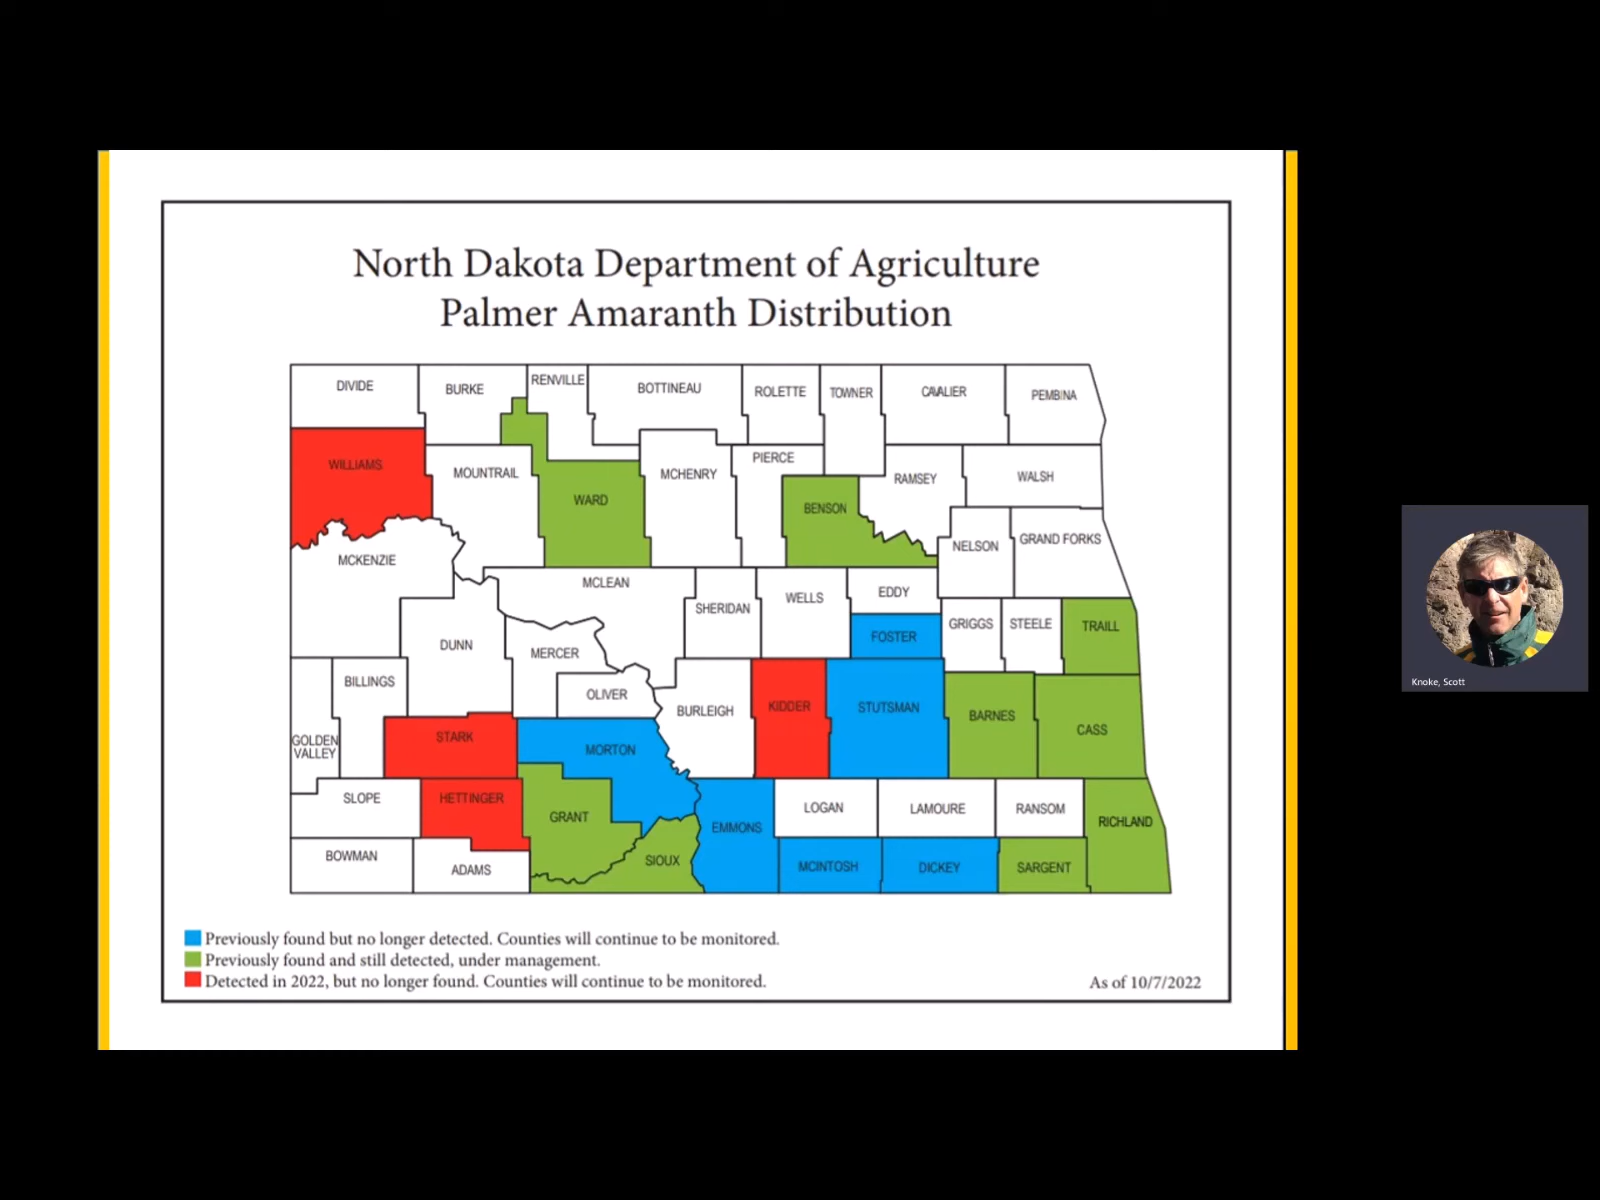 North Dakota Department of Agriculture
Palmer Amaranth Distribution
DIVIDE
BURKE
RENVILLE
BOTTINEAU
ROLETTE
TOWNER
CAVALIER
PEMBINA
WILLIAMS
MOUNTRAIL
WARD
MCHENRY
PIERCE
BENSON
RAMSEY
WALSH
MCKENZIE
NELSON
GRAND FORKS
MCLEAN
SHERIDAN
WELLS
EDDY
DUNN
MERCER
FOSTER
GRIGGS
STEELE
TRAILL
BILLINGS
OLIVER
BURLEIGH
KIDDER
STUTSMAN
BARNES
CASS
GOLDEN
VALLEY
STARK
MORTON
SLOPE
HETTINGER
GRANT
EMMONS
LOGAN
LAMOURE
RANSOM
RICHLAND
BOWMAN
ADAMS
SIOUX
MCINTOSH
DICKEY
SARGENT
Previously found but no longer detected. Counties will continue to be monitored.
Previously found and still detected, under management.
Detected in 2022, but no longer found. Counties will continue to be monitored.
As of 10/7/2022
Knoke, Scott